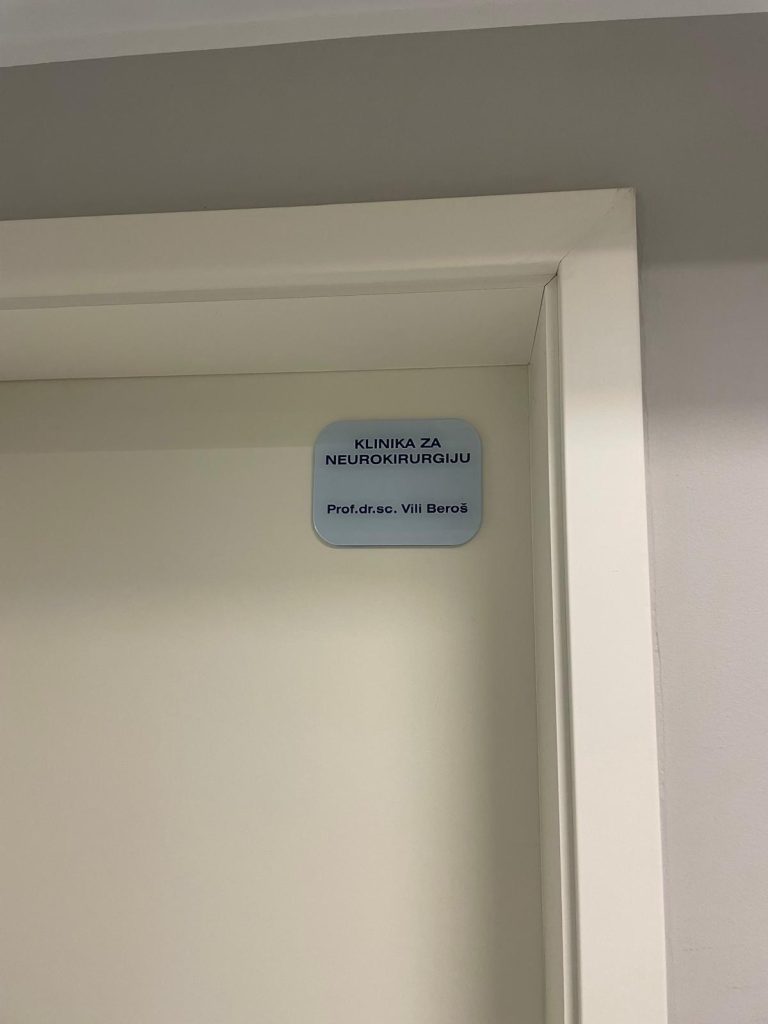 KLINIKA ZA
NEUROKIRURGIJU
Prof.dr.sc. Vili Beroš